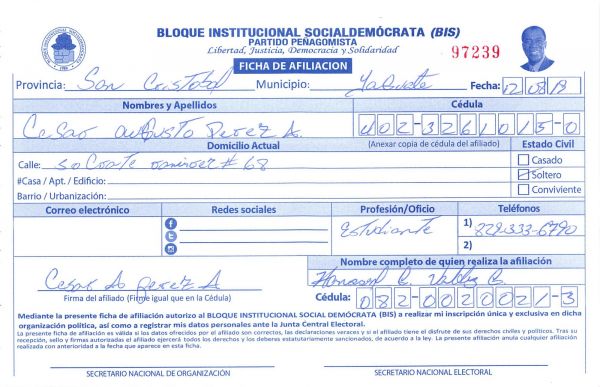 BLOQUE INSTITUCIONAL SOCIALDEMÓCRATA (BIS)
PARTIDO PEÑAGOMISTA
Libertad, Justicia, Democracia y Solidaridad
97239
FICHA DE AFILIACION
Provincia: San Cristobal Municipio: Yaguate Fecha: 12 08 18
Nombres y Apellidos Cédula
Cesar Augusto Perez A. 402-3261015-0
Domicilio Actual (Anexar copia de cédula del afiliado) Estado Civil
Calle: # 68 Casado
#Casa / Apt. / Edificio: Soltero
Barrio / Urbanización: Conviviente
Correo electrónico Redes sociales Profesión/Oficio Teléfonos
Estudiante 1) 829-333-6790
2)
Nombre completo de quien realiza la afiliación
Cesar A perez A
Firma del afiliado (Firme igual que en la Cédula) Cédula: 082-0020021-3
Mediante la presente ficha de afiliación autorizo al BLOQUE INSTITUCIONAL SOCIAL DEMÓCRATA (BIS) a realizar mi inscripción única y exclusiva en dicha
organización política, así como a registrar mis datos personales ante la Junta Central Electoral.
La presente ficha de afiliación es válida si los datos ofrecidos por el afiliado son correctos, las declaraciones veraces y si el afiliado tiene el disfrute de sus derechos civiles y políticos. Tras su
recepción, sello y firmas autorizadas el afiliado ejercerá todos los derechos y los deberes estatutariamente sancionados, de acuerdo a la ley. La presente afiliación anula cualquier afiliación
realizada con anterioridad a la fecha que aparece en esta ficha.
SECRETARIO NACIONAL DE ORGANIZACIÓN SECRETARIO NACIONAL ELECTORAL